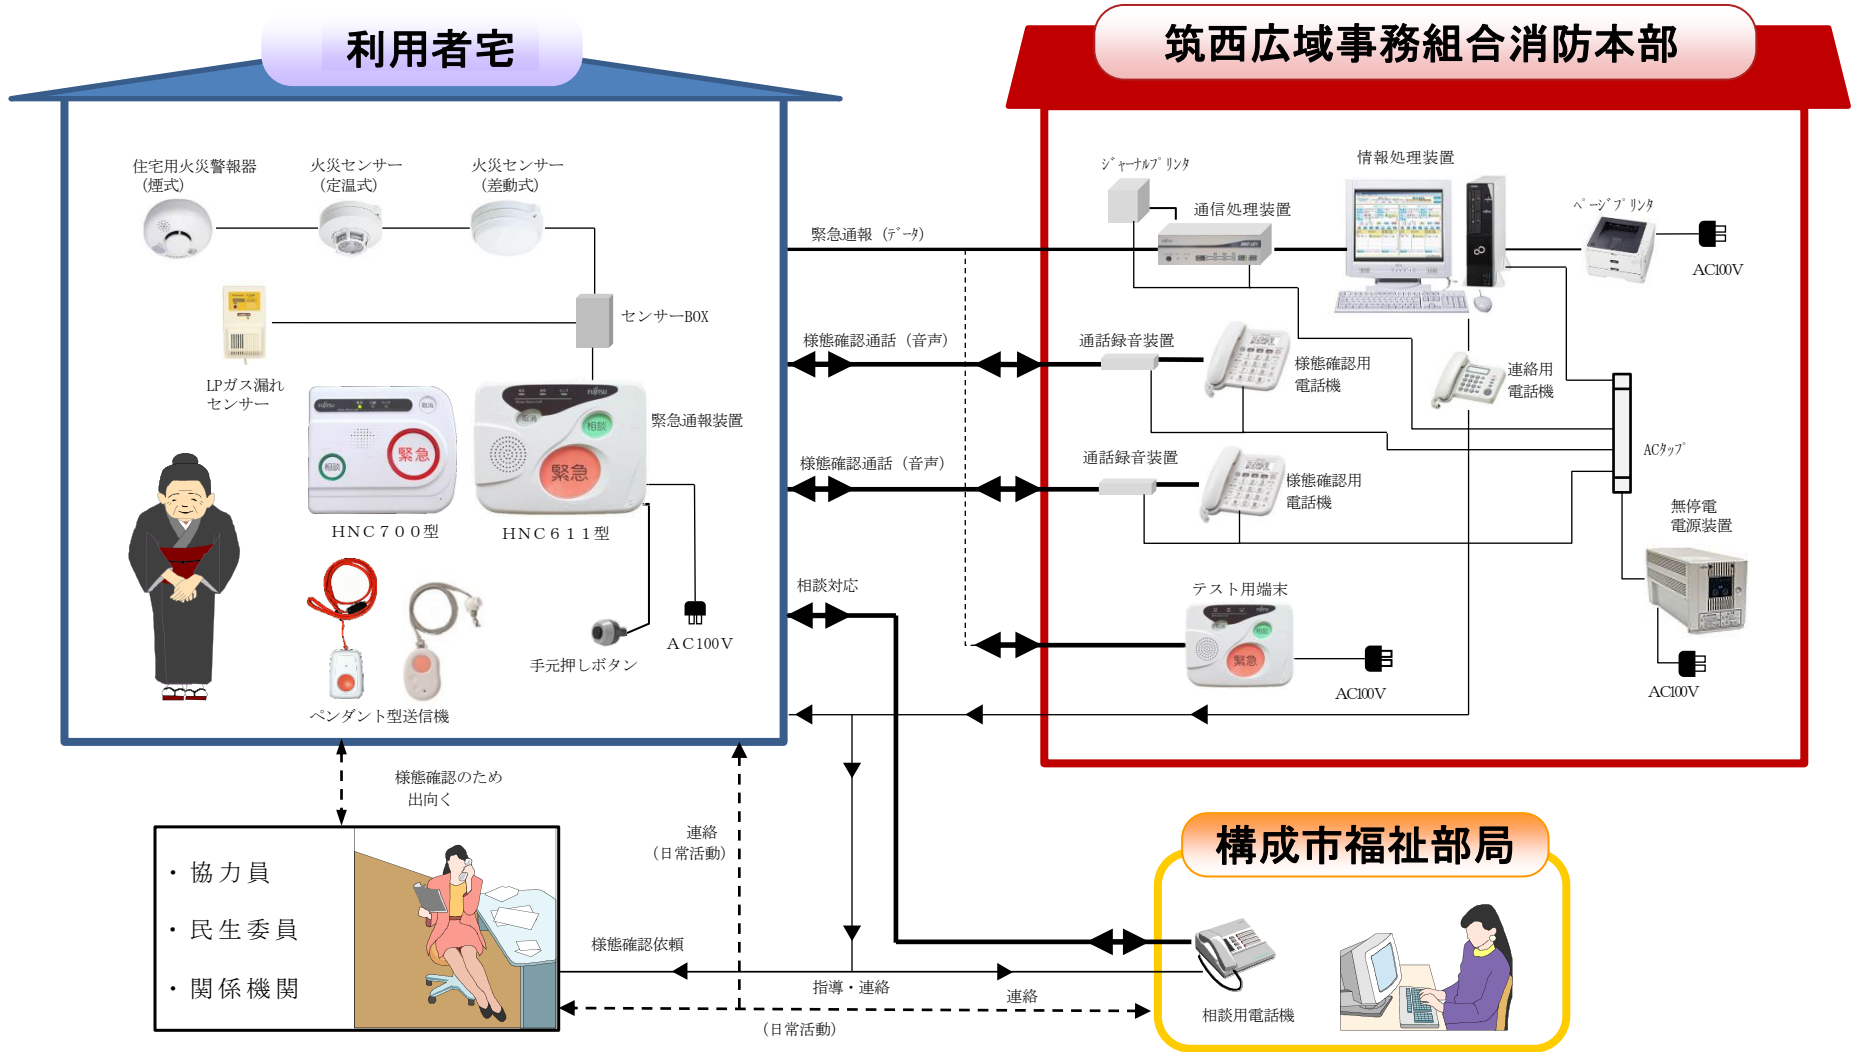 利用者宅
筑西広域事務組合消防本部
住宅用火災警報器
（煙式）
火災センサー
（定温式）
火災センサー
（差動式）
センサーBOX
LPガス漏れ
センサー
緊急通報装置
FUJITSU
取消
相談
緊急
FUJITSU
取消
相談
緊急
HNC７００型
HNC６１１型
手元押しボタン
AC100V
ペンダント型送信機
緊急通報（ﾃﾞｰﾀ）
様態確認通話（音声）
様態確認通話（音声）
相談対応
ｼﾞｬｰﾅﾙﾌﾟﾘﾝﾀ
通信処理装置
情報処理装置
ﾍﾟｰｼﾞﾌﾟﾘﾝﾀ
AC100V
通話録音装置
様態確認用
電話機
連絡用
電話機
ACﾀｯﾌﾟ
通話録音装置
様態確認用
電話機
無停電
電源装置
AC100V
テスト用端末
FUJITSU
相談
緊急
AC100V
様態確認のため
出向く
連絡
（日常活動）
・協力員
・民生委員
・関係機関
様態確認依頼
指導・連絡
連絡
（日常活動）
構成市福祉部局
相談用電話機